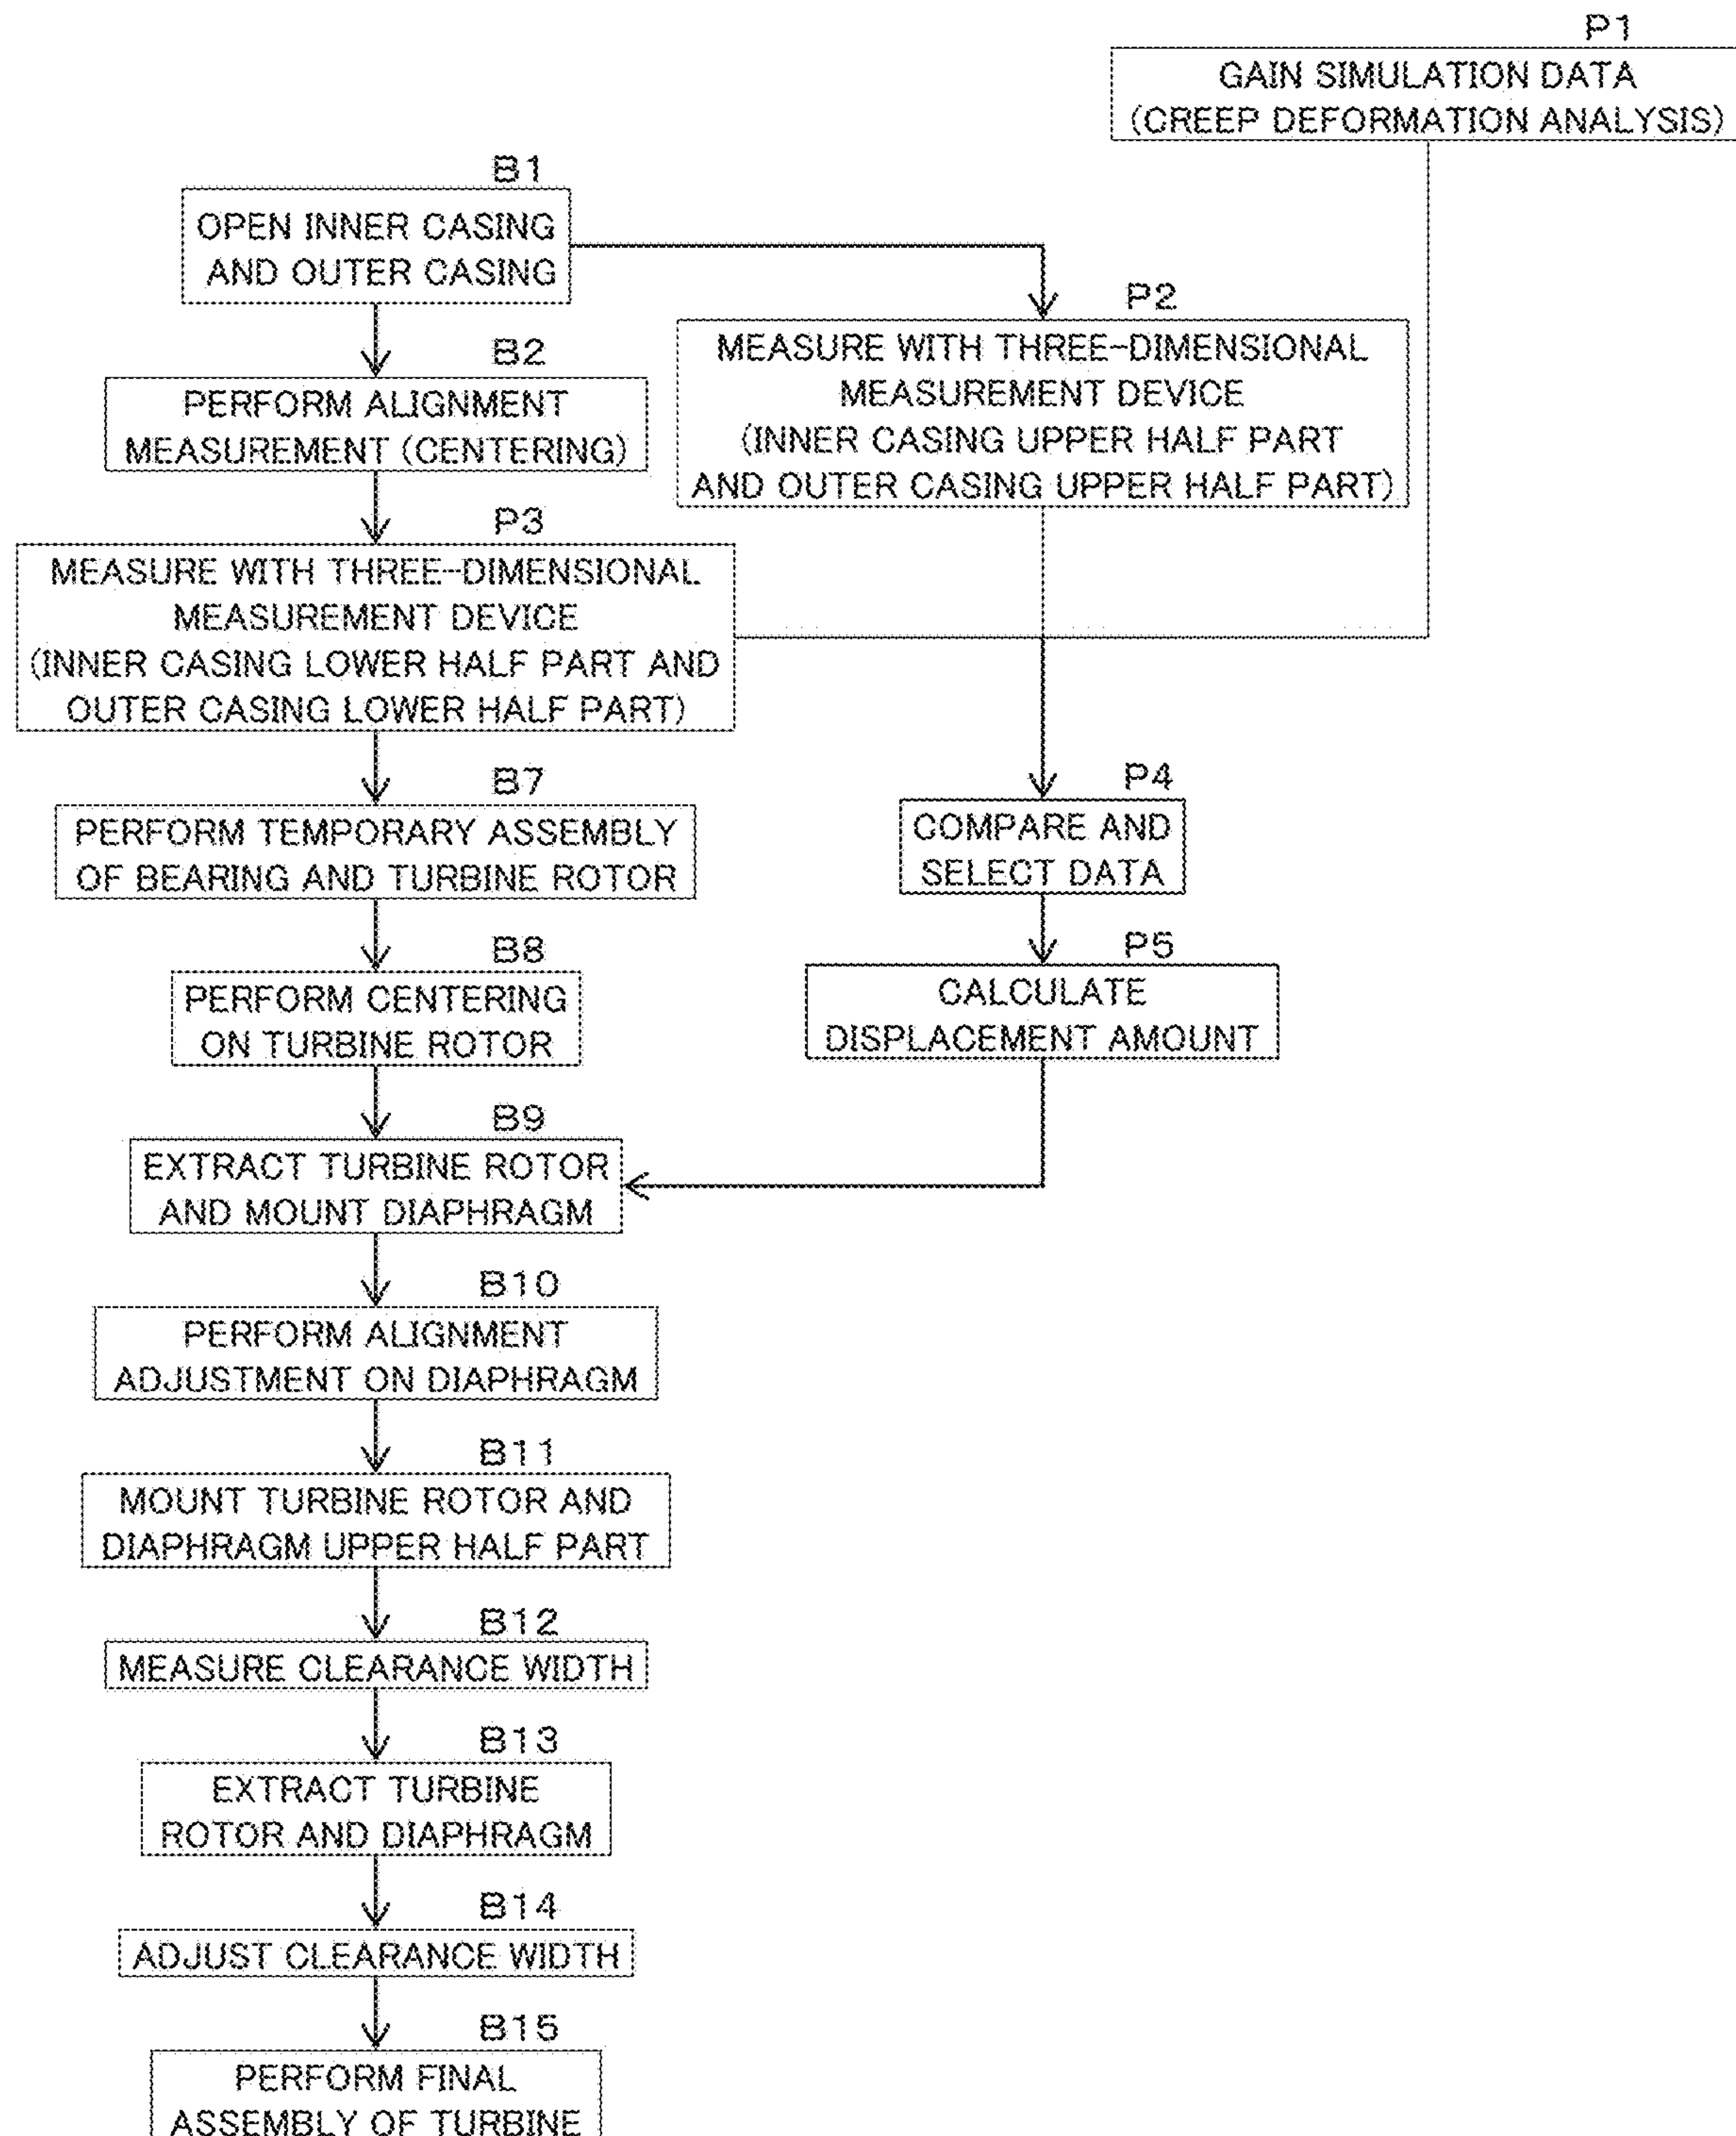 P1
GAIN SIMULATION DATA
(CREEP DEFORMATION ANALYSIS)
B1
OPEN INNER CASING
AND OUTER CASING
P2
MEASURE WITH THREE-DIMENSIONAL
MEASUREMENT DEVICE
(INNER CASING UPPER HALF PART
AND OUTER CASING UPPER HALF PART)
B2
PERFORM ALIGNMENT
MEASUREMENT (CENTERING)
P3
MEASURE WITH THREE-DIMENSIONAL
MEASUREMENT DEVICE
(INNER CASING LOWER HALF PART AND
OUTER CASING LOWER HALF PART)
B7
PERFORM TEMPORARY ASSEMBLY
OF BEARING AND TURBINE ROTOR
P4
COMPARE AND
SELECT DATA
B8
PERFORM CENTERING
ON TURBINE ROTOR
P5
CALCULATE
DISPLACEMENT AMOUNT
B9
EXTRACT TURBINE ROTOR
AND MOUNT DIAPHRAGM
B10
PERFORM ALIGNMENT
ADJUSTMENT ON DIAPHRAGM
B11
MOUNT TURBINE ROTOR AND
DIAPHRAGM UPPER HALF PART
B12
MEASURE CLEARANCE WIDTH
B13
EXTRACT TURBINE
ROTOR AND DIAPHRAGM
B14
ADJUST CLEARANCE WIDTH
B15
PERFORM FINAL
ASSEMBLY OF TURBINE